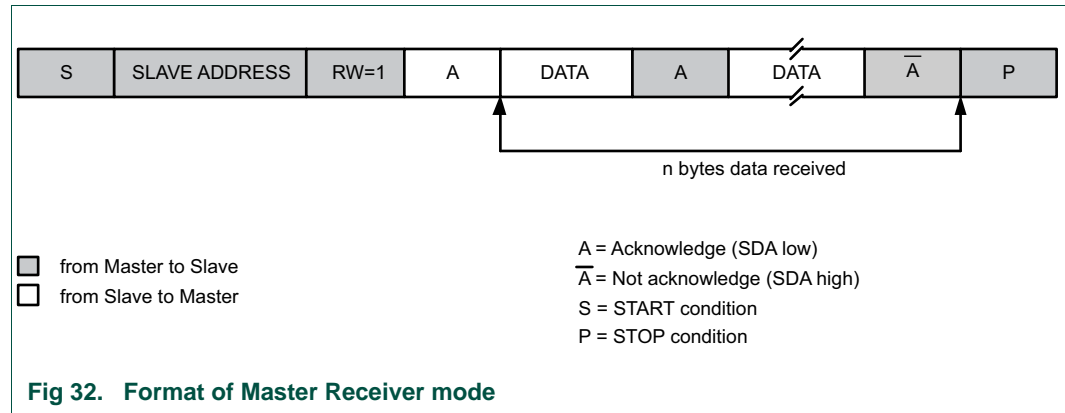 S SLAVE ADDRESS RW=1 A DATA A DATA A̅ P
n bytes data received
from Master to Slave
from Slave to Master
A = Acknowledge (SDA low)
A̅ = Not acknowledge (SDA high)
S = START condition
P = STOP condition
Fig 32. Format of Master Receiver mode